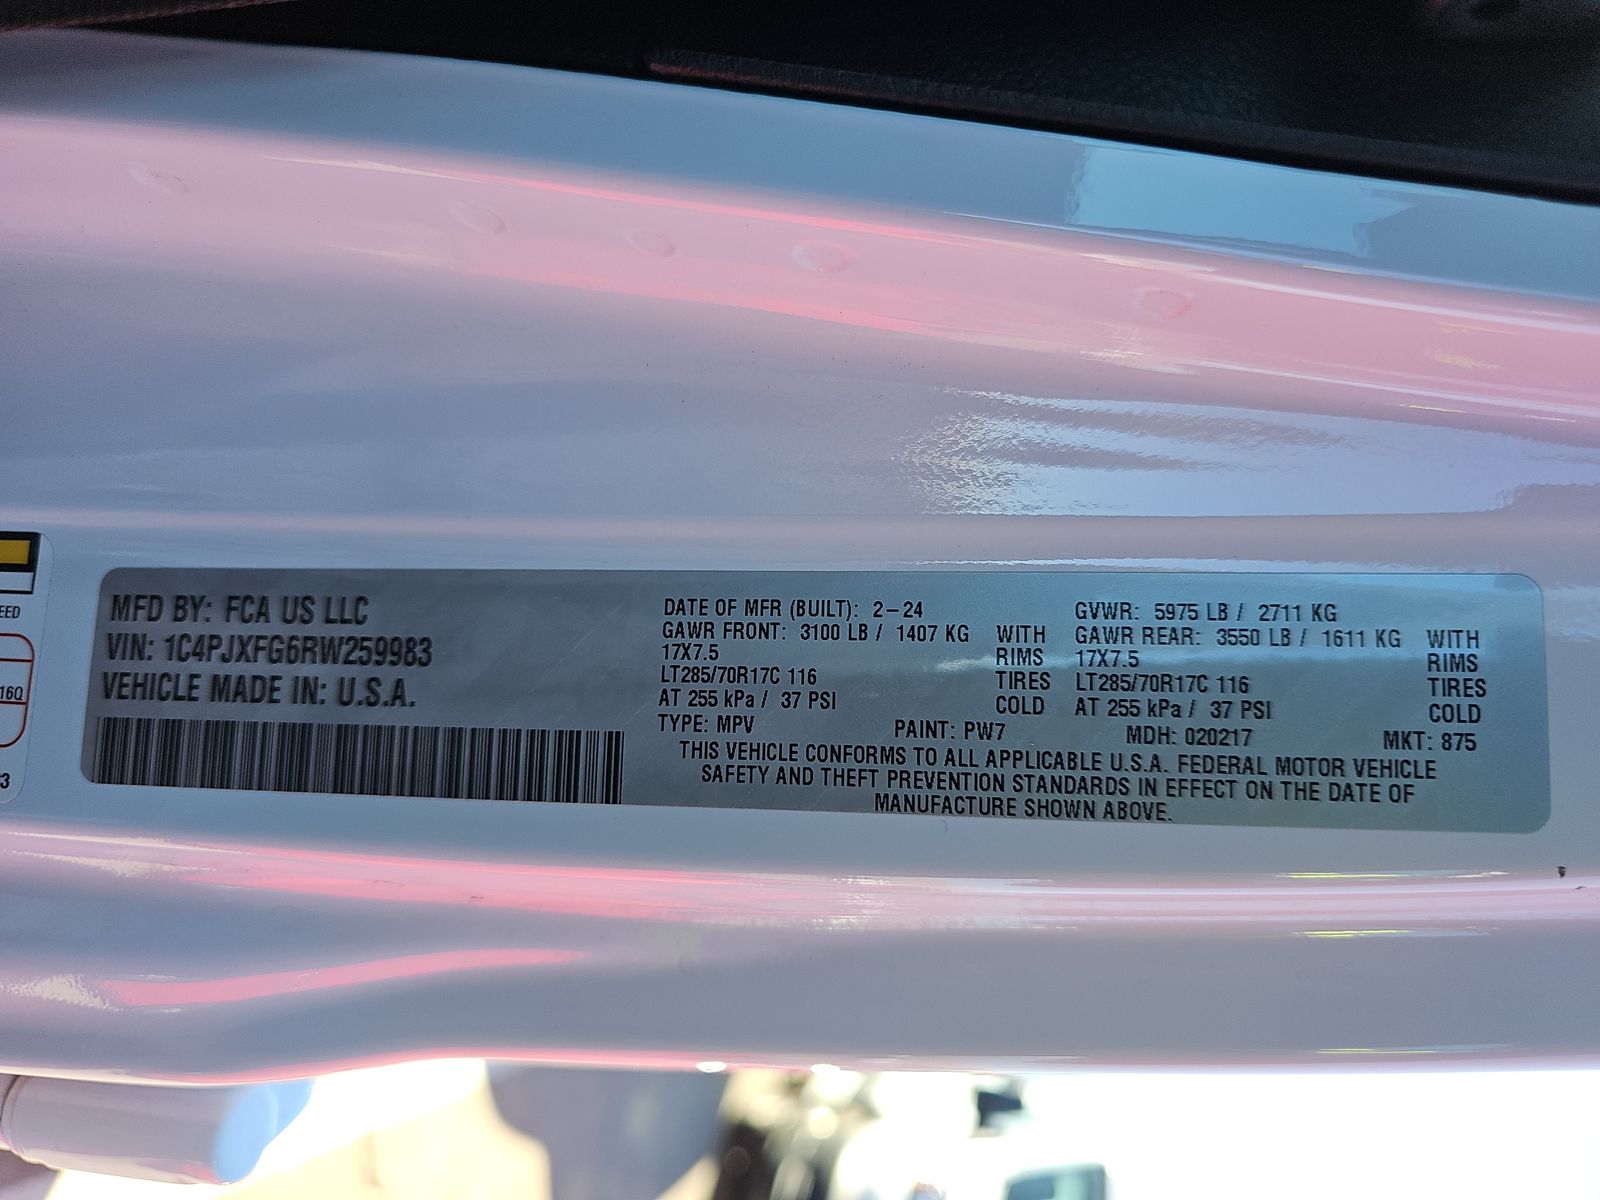 MFD BY: FCA US LLC
VIN: 1C4PJXFG6RW259983
VEHICLE MADE IN: U.S.A.
DATE OF MFR (BUILT): 2-24
GAWR FRONT: 3100 LB / 1407 KG WITH
17X7.5 RIMS
LT285/70R17C 116 TIRES
AT 255 kPa / 37 PSI COLD
GVWR: 5975 LB / 2711 KG
GAWR REAR: 3550 LB / 1611 KG WITH
17X7.5 RIMS
LT285/70R17C 116 TIRES
AT 255 kPa / 37 PSI COLD
TYPE: MPV PAINT: PW7 MDH: 020217 MKT: 875
THIS VEHICLE CONFORMS TO ALL APPLICABLE U.S.A. FEDERAL MOTOR VEHICLE
SAFETY AND THEFT PREVENTION STANDARDS IN EFFECT ON THE DATE OF
MANUFACTURE SHOWN ABOVE.